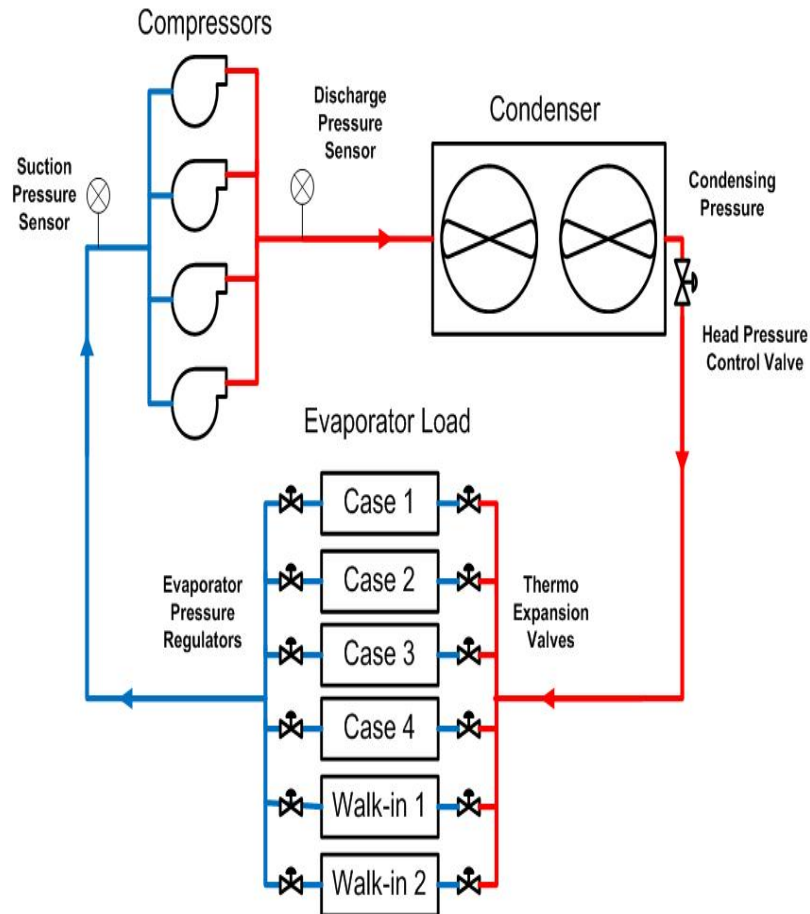 Compressors
Discharge
Pressure
Sensor
Condenser
Suction
Pressure
Sensor
Condensing
Pressure
Head Pressure
Control Valve
Evaporator Load
Case 1
Case 2
Case 3
Case 4
Walk-in 1
Walk-in 2
Evaporator
Pressure
Regulators
Thermo
Expansion
Valves